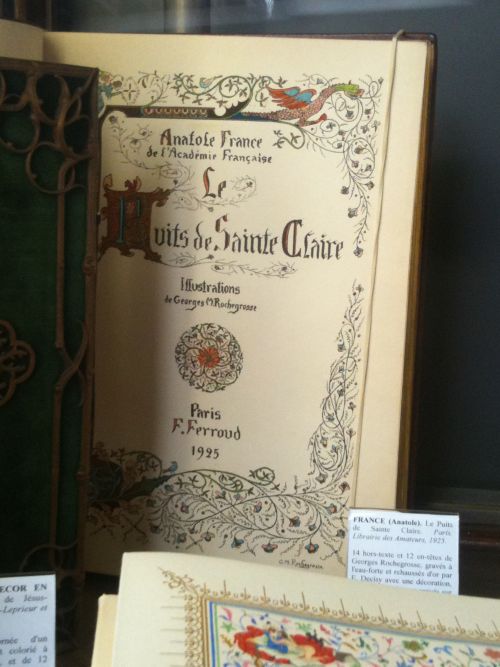 Anatole France
de l'Académie Française
Le
Puits de Sainte Claire
Illustrations
de Georges M. Rochegrosse
Paris
F. Ferroud
1925
G. M. Rochegrosse
FRANCE (Anatole). Le Puits
de Sainte Claire. Paris,
Librairie des Amateurs, 1925.
14 hors-texte et 12 en-têtes de
Georges Rochegrosse, gravés à
l'eau-forte et rehaussés d'or par
E. Decisy avec une décoration,
ECOR EN
de Jésus-
-Leprieur et
ornée d'un
t colorié à
, et de 12